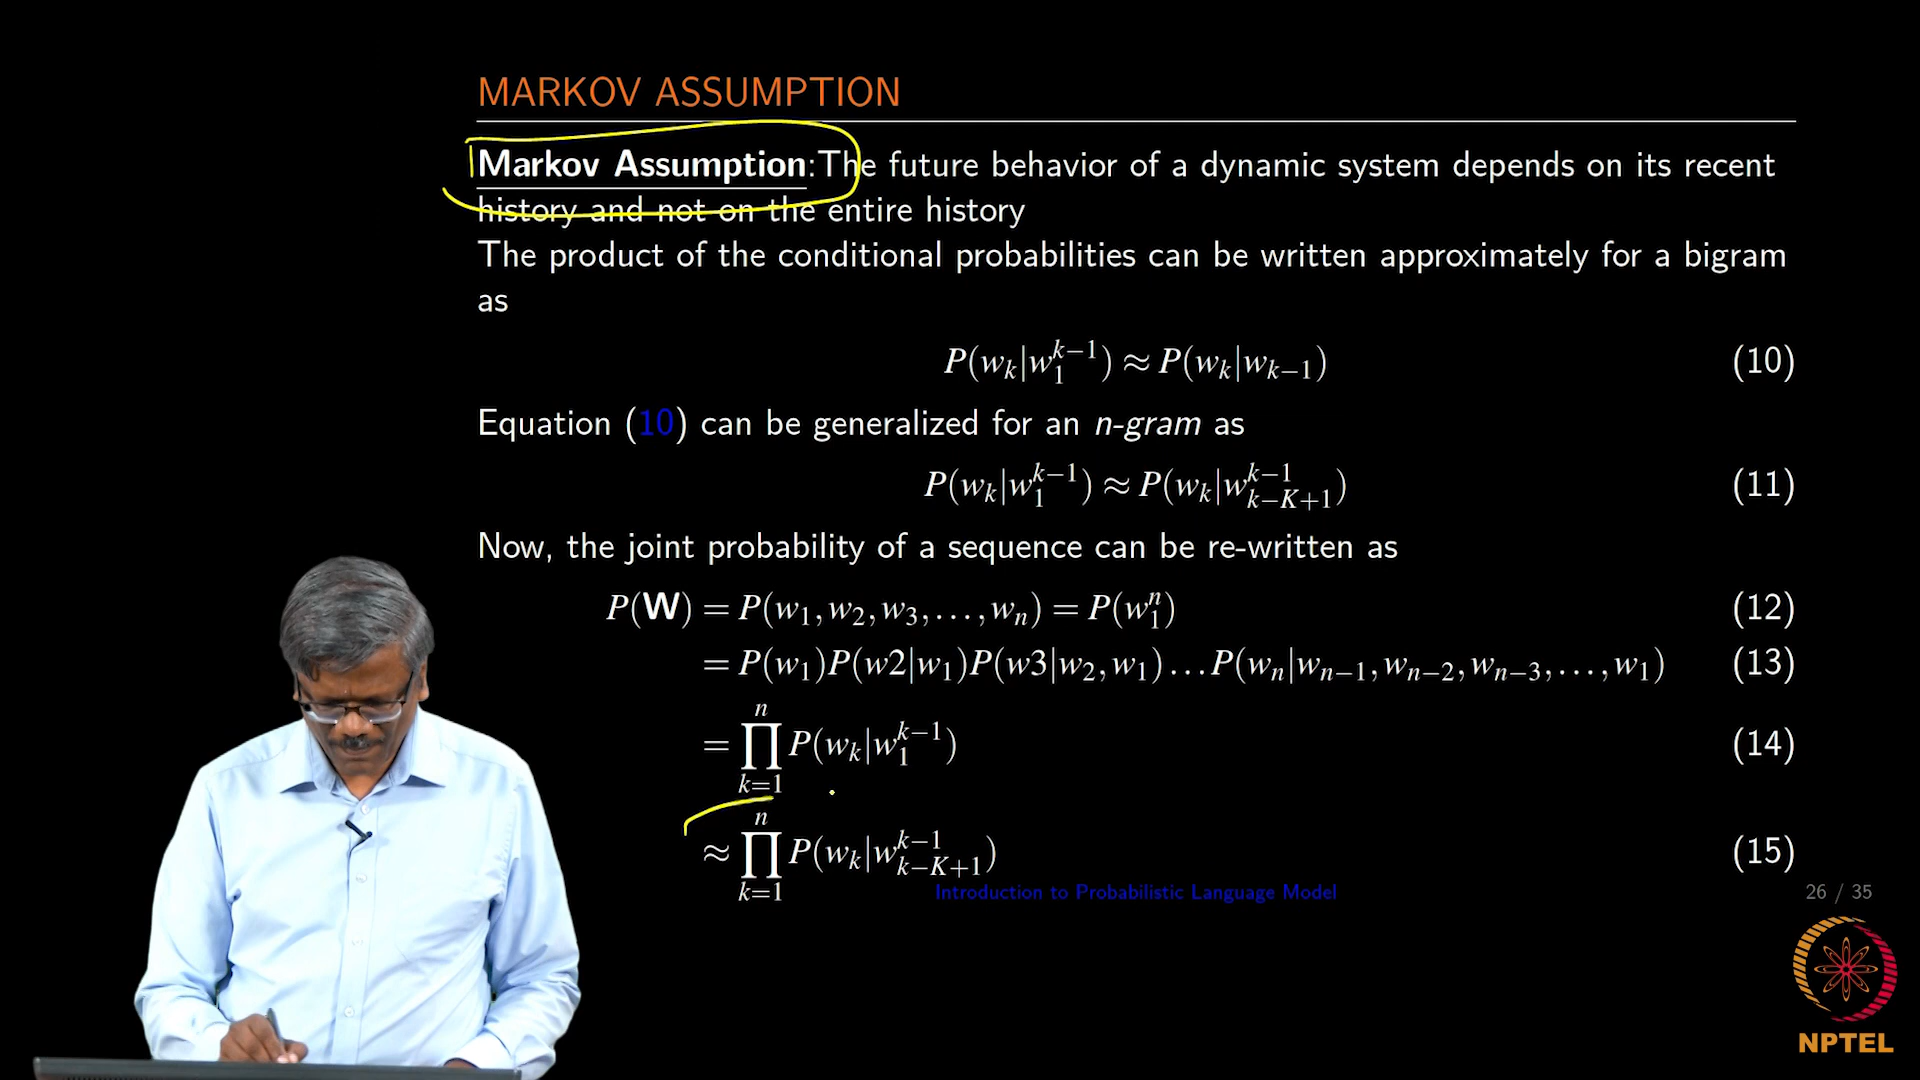 MARKOV ASSUMPTION
Markov Assumption:The future behavior of a dynamic system depends on its recent
history and not on the entire history
The product of the conditional probabilities can be written approximately for a bigram
as
P(w_k|w_1^{k−1}) ≈ P(w_k|w_{k−1}) (10)
Equation (10) can be generalized for an n-gram as
P(w_k|w_1^{k−1}) ≈ P(w_k|w_{k−K+1}^{k−1}) (11)
Now, the joint probability of a sequence can be re-written as
P(W) = P(w_1, w_2, w_3, ..., w_n) = P(w_1^n) (12)
= P(w_1)P(w2|w_1)P(w3|w_2, w_1) ... P(w_n|w_{n−1}, w_{n−2}, w_{n−3}, ..., w_1) (13)
= ∏_{k=1}^{n} P(w_k|w_1^{k−1}) (14)
≈ ∏_{k=1}^{n} P(w_k|w_{k−K+1}^{k−1}) (15)
Introduction to Probabilistic Language Model 26 / 35
NPTEL